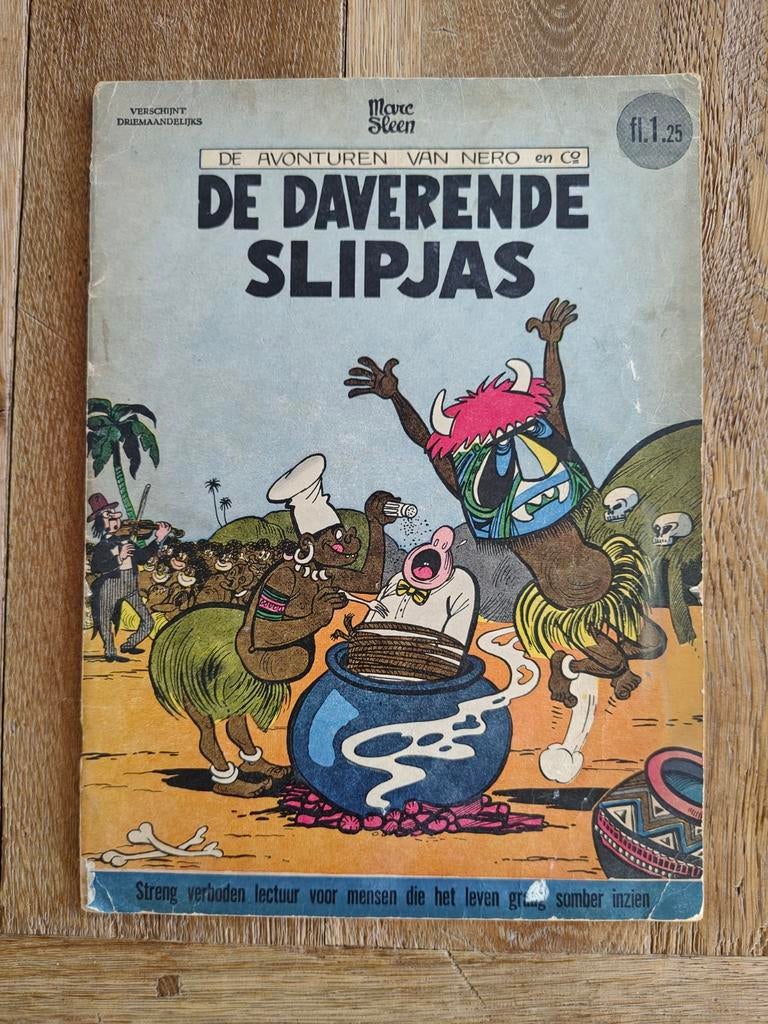 VERSCHIJNT
DRIEMAANDELIJKS
Marc
Sleen
fl.1.25
DE AVONTUREN VAN NERO en Co
DE DAVERENDE
SLIPJAS
Streng verboden lectuur voor mensen die het leven graag somber inzien